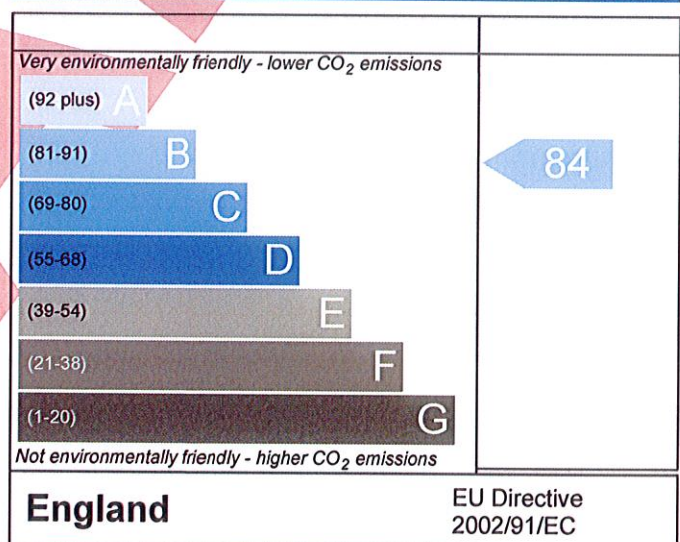 Very environmentally friendly - lower CO₂ emissions
(92 plus) A
(81-91) B
84
(69-80) C
(55-68) D
(39-54) E
(21-38) F
(1-20) G
Not environmentally friendly - higher CO₂ emissions
England
EU Directive
2002/91/EC